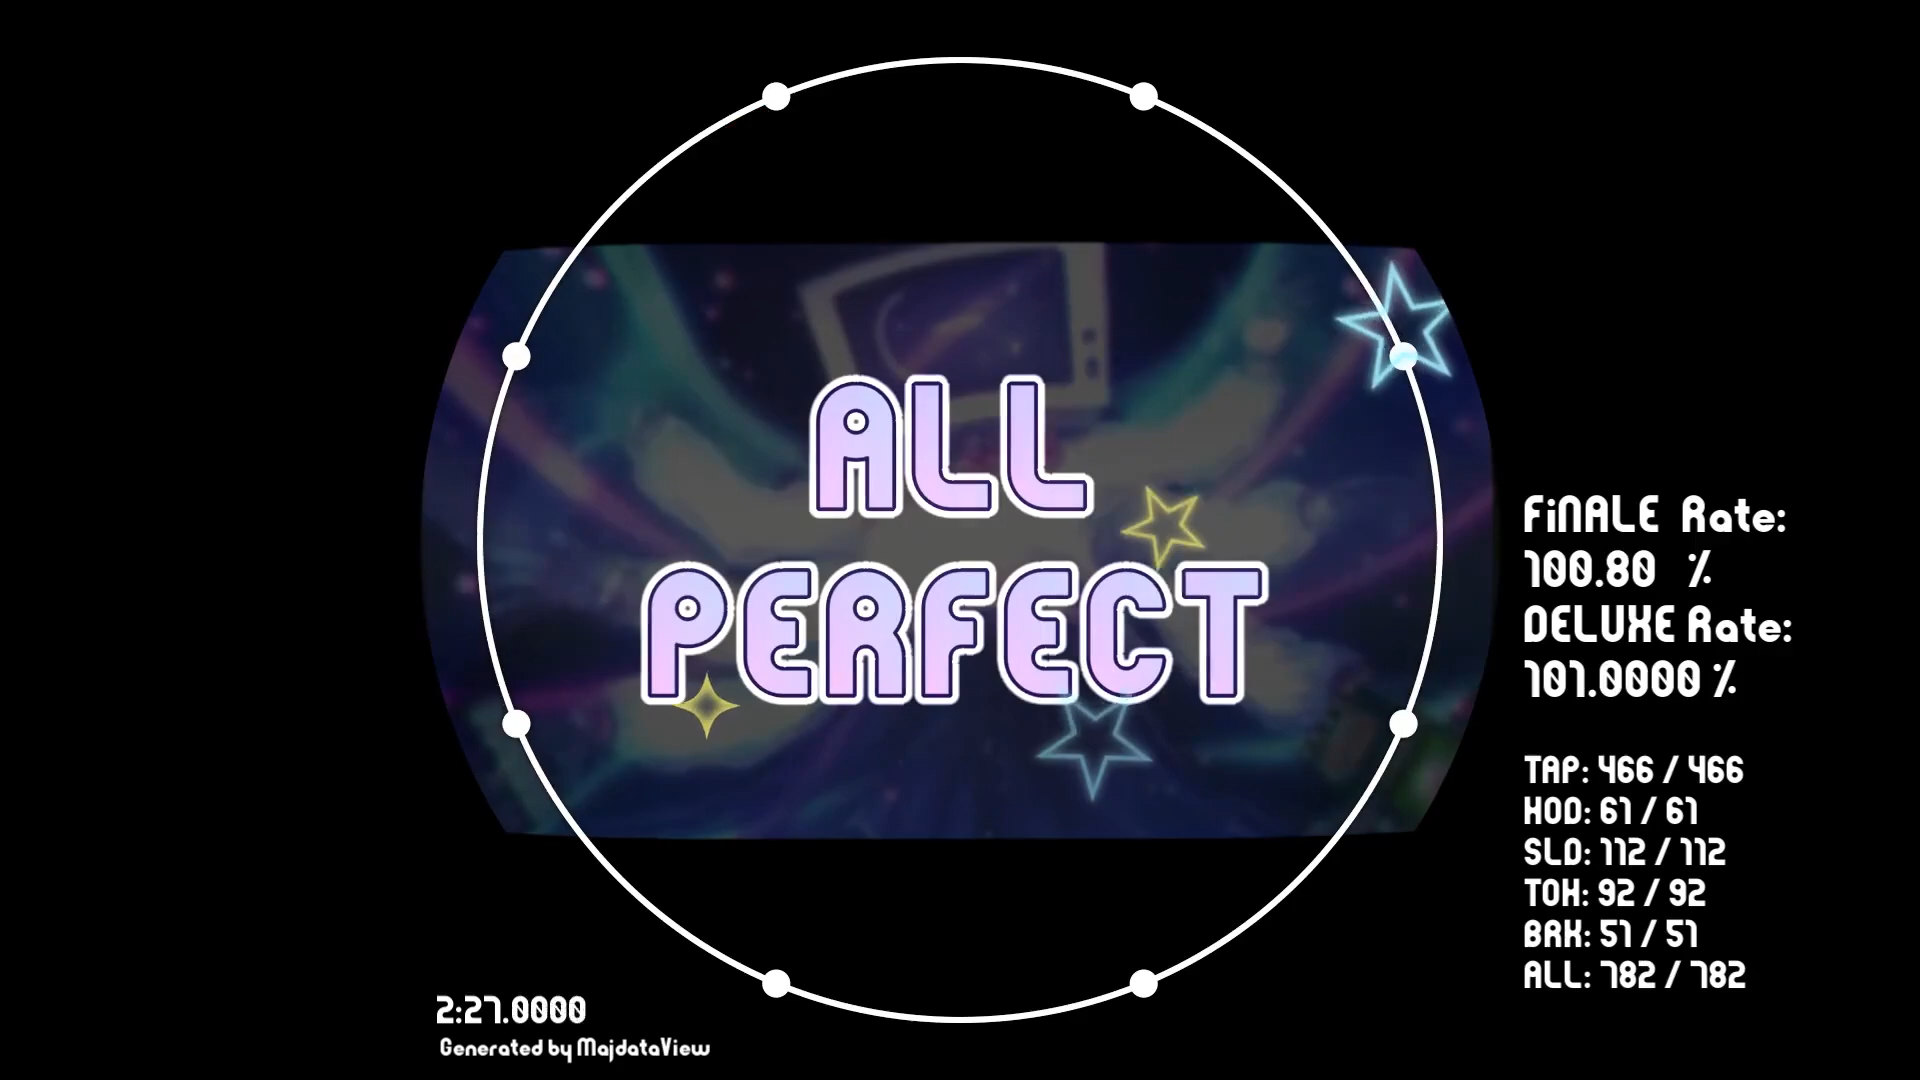 ALL
PERFECT
FiNALE Rate:
100.80 %
DELUXE Rate:
101.0000 %
TAP: 466 / 466
HOD: 61 / 61
SLD: 112 / 112
TOH: 92 / 92
BRK: 51 / 51
ALL: 782 / 782
2:27.0000
Generated by MajdataView